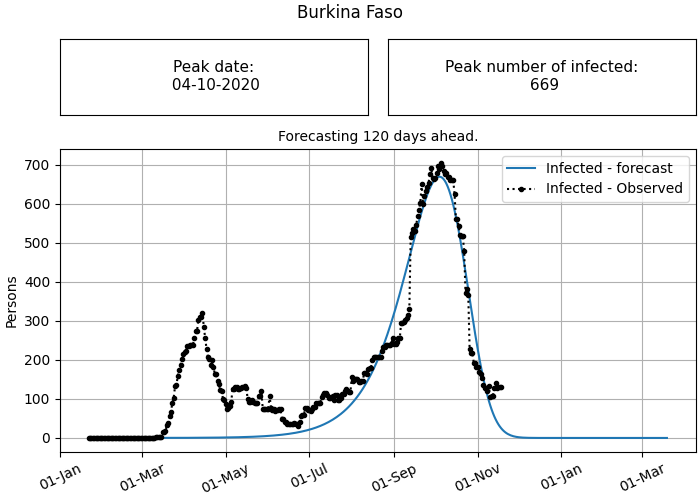 Burkina Faso
Peak date:
04-10-2020
Peak number of infected:
669
Forecasting 120 days ahead.
Infected - forecast
Infected - Observed
Persons
700
600
500
400
300
200
100
0
01-Jan
01-Mar
01-May
01-Jul
01-Sep
01-Nov
01-Jan
01-Mar